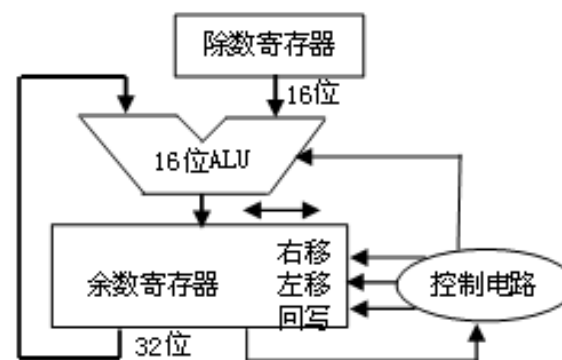 除数寄存器
16位
16位ALU
右移
余数寄存器 左移 控制电路
回写
32位